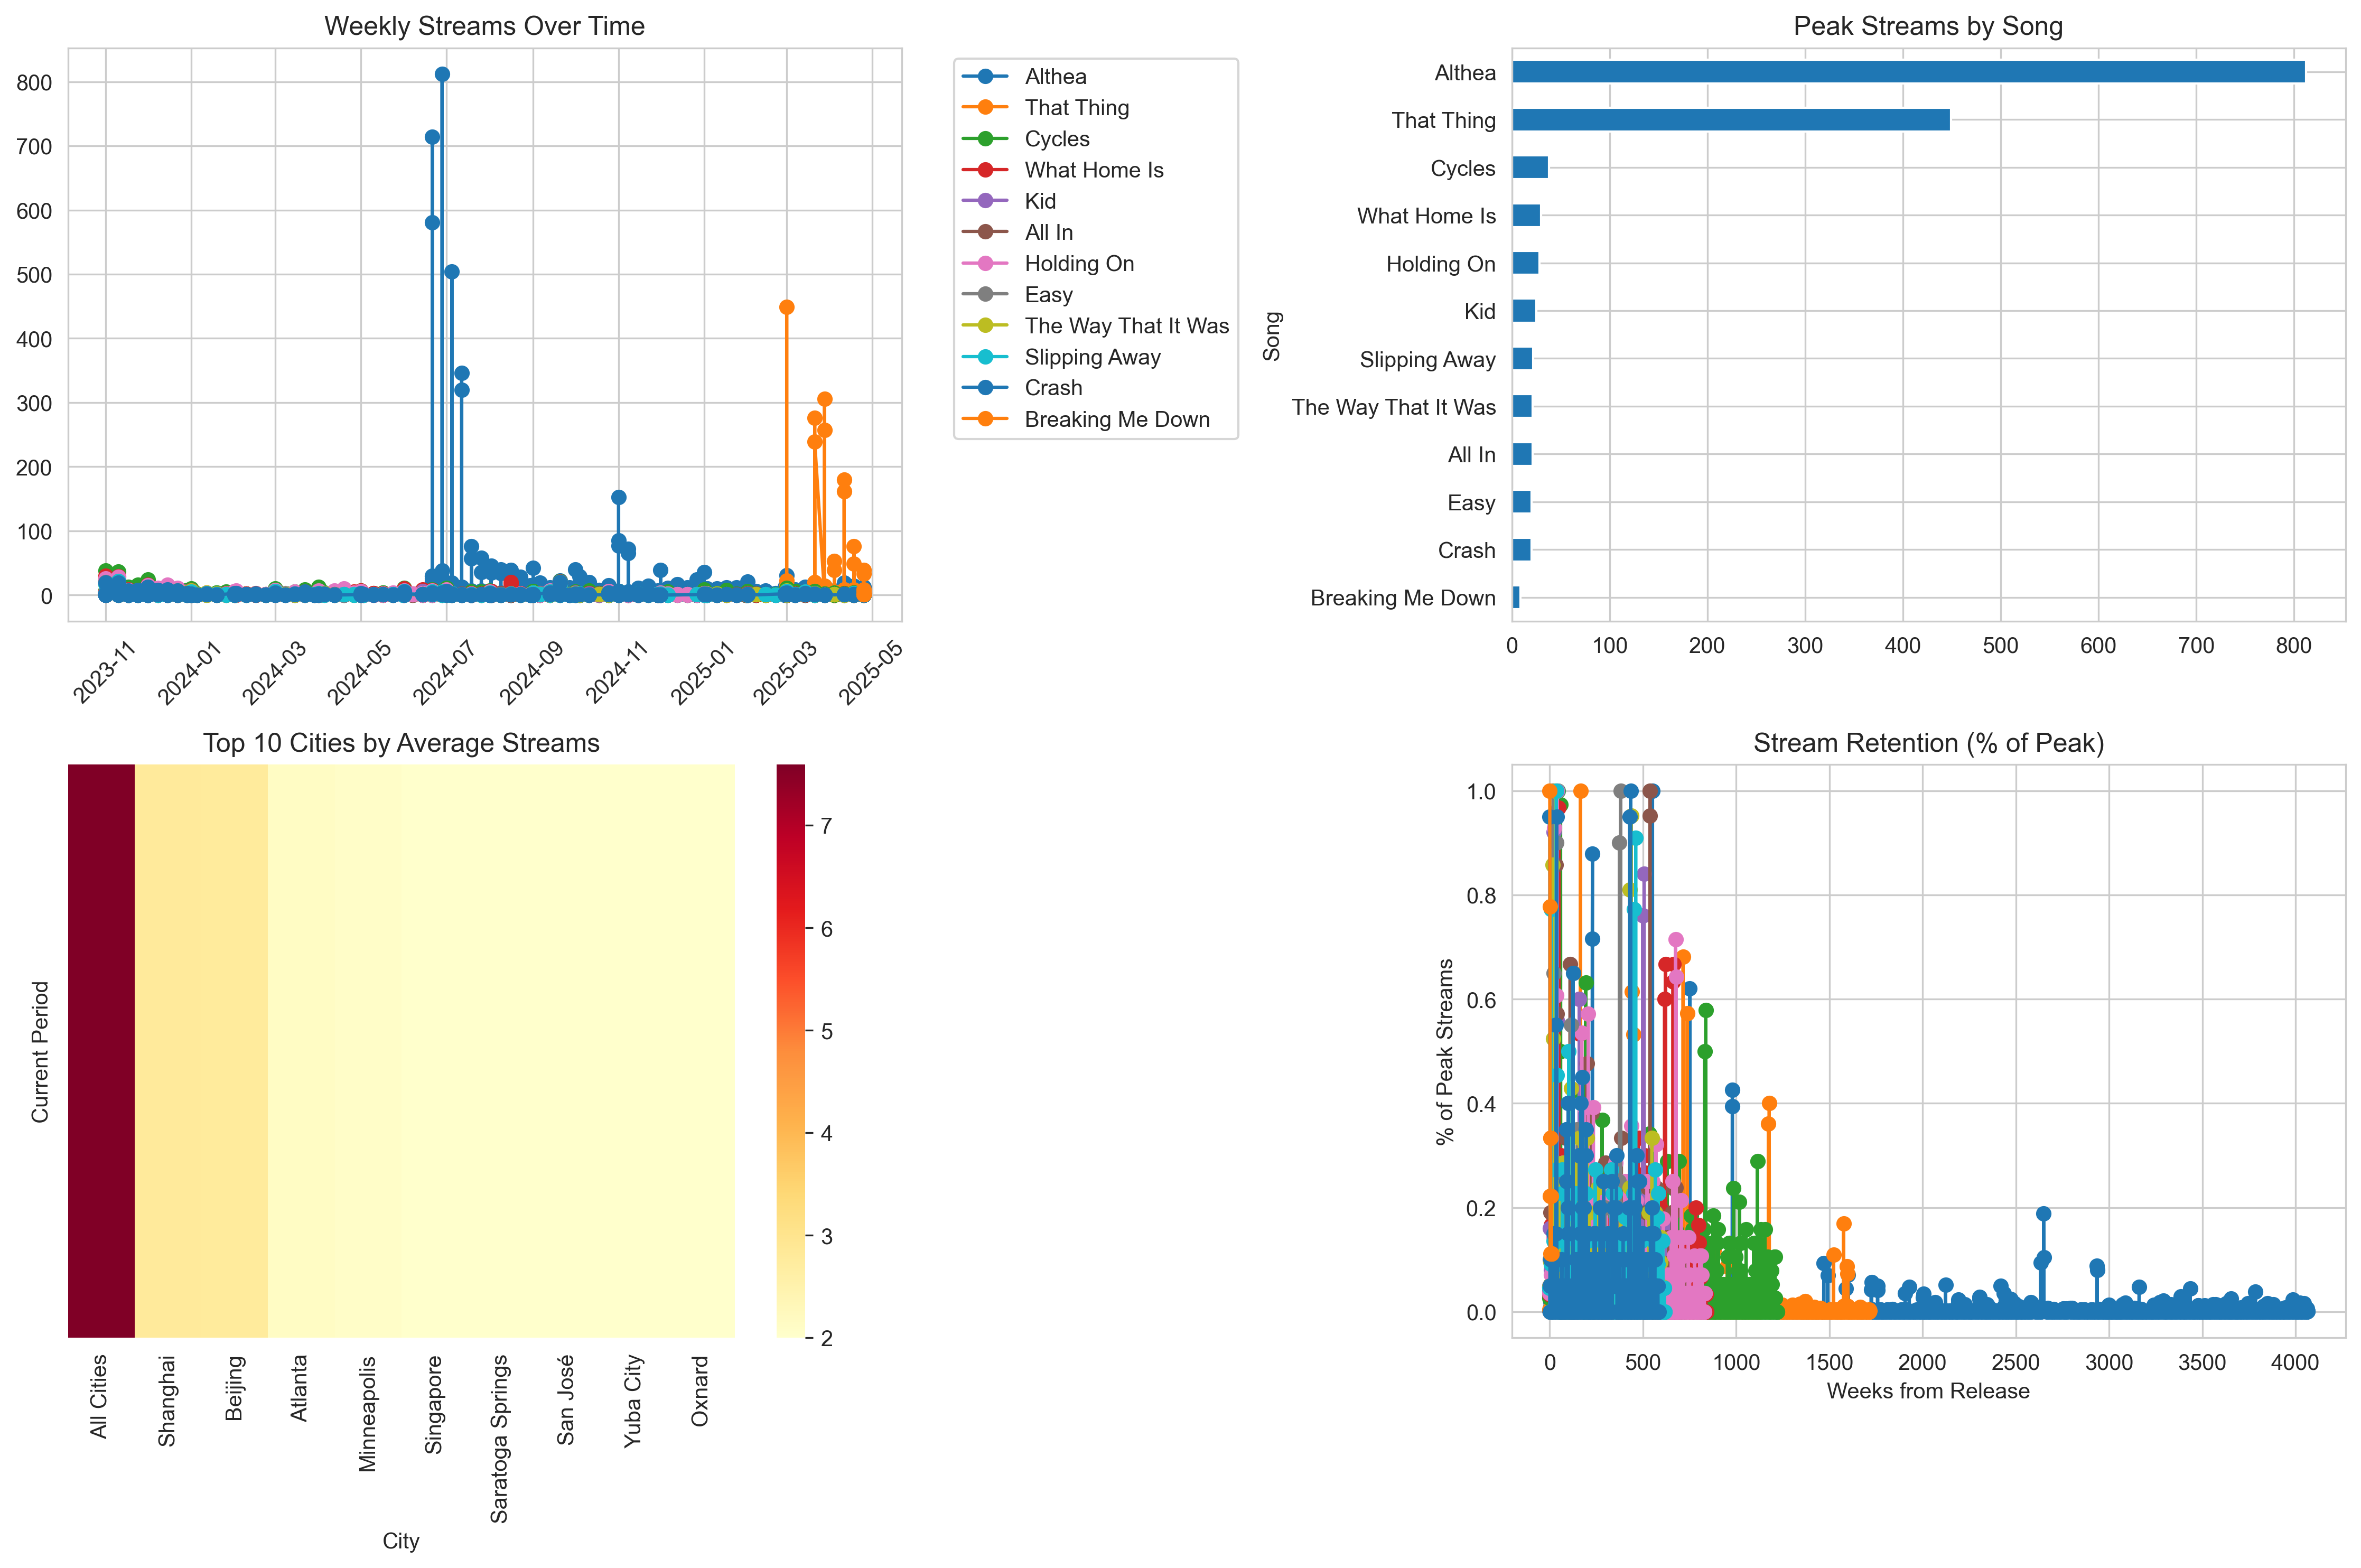 Weekly Streams Over Time
800
700
600
500
400
300
200
100
0
2023-11
2024-01
2024-03
2024-05
2024-07
2024-09
2024-11
2025-01
2025-03
2025-05
Althea
That Thing
Cycles
What Home Is
Kid
All In
Holding On
Easy
The Way That It Was
Slipping Away
Crash
Breaking Me Down
Peak Streams by Song
Song
Althea
That Thing
Cycles
What Home Is
Holding On
Kid
Slipping Away
The Way That It Was
All In
Easy
Crash
Breaking Me Down
0 100 200 300 400 500 600 700 800
Top 10 Cities by Average Streams
Current Period
All Cities
Shanghai
Beijing
Atlanta
Minneapolis
Singapore
Saratoga Springs
San José
Yuba City
Oxnard
City
7
6
5
4
3
2
Stream Retention (% of Peak)
% of Peak Streams
1.0
0.8
0.6
0.4
0.2
0.0
0 500 1000 1500 2000 2500 3000 3500 4000
Weeks from Release